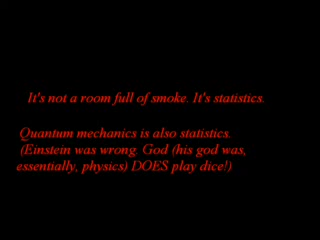 It's not a room full of smoke. It's statistics.
Quantum mechanics is also statistics.
(Einstein was wrong. God (his god was,
essentially, physics) DOES play dice!)